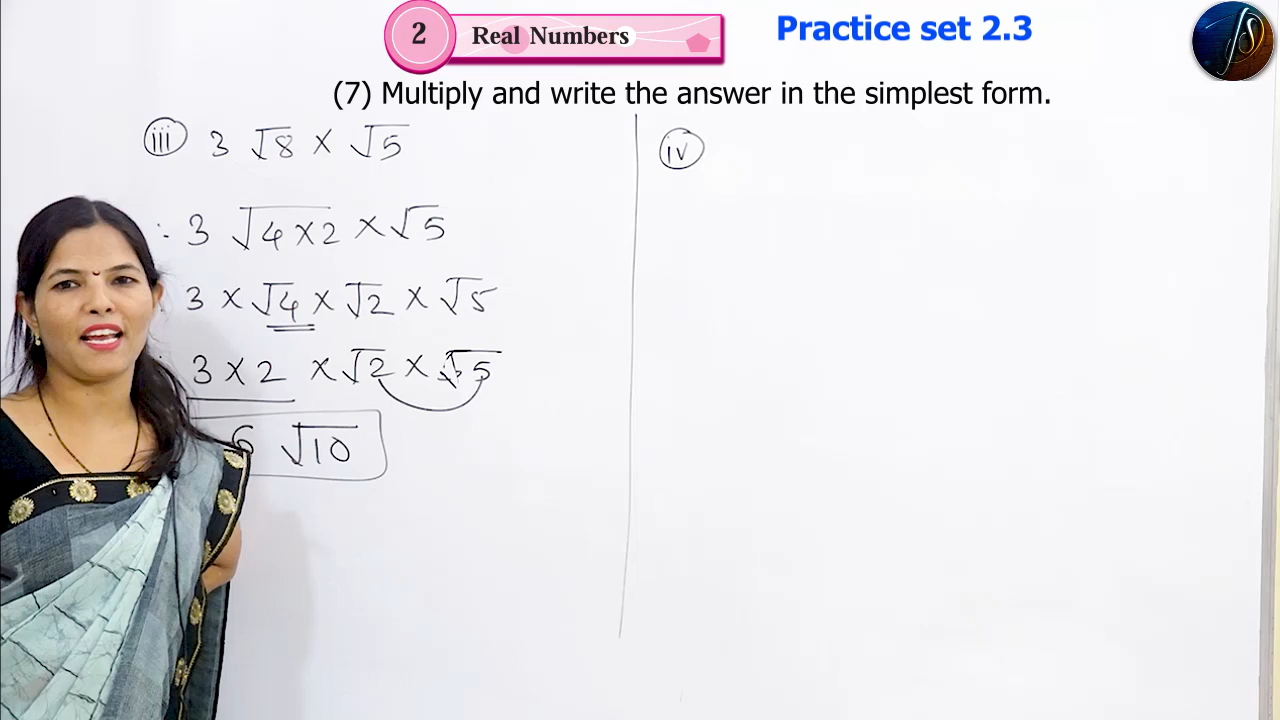 2 Real Numbers
Practice set 2.3
(7) Multiply and write the answer in the simplest form.
iii 3 √8 × √5
: 3 √4×2 × √5
: 3 × √4 × √2 × √5
: 3 × 2 × √2 × √5
6 √10
iv